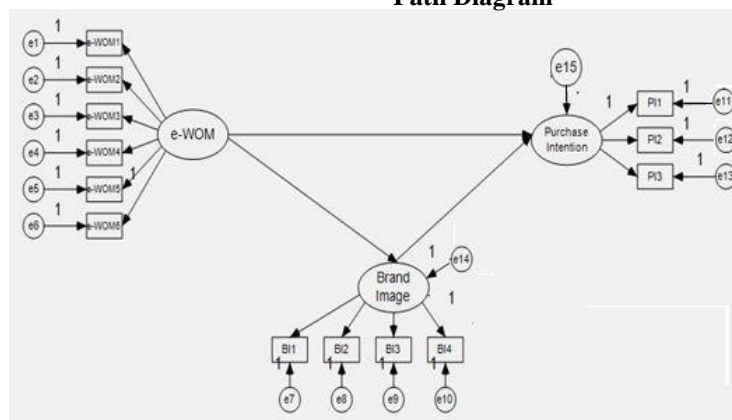 Path Diagram
e1 1 e-WOM1
e2 1 e-WOM2
e3 1 e-WOM3
e4 1 e-WOM4
e5 1 e-WOM5 1
e6 1 e-WOM6
e-WOM
e15
Purchase
Intention
1 PI1 1 e11
PI2 1 e12
PI3 1 e13
1 e14
Brand
Image
1
BI1 BI2 BI3 BI4
1 1 1 1
e7 e8 e9 e10